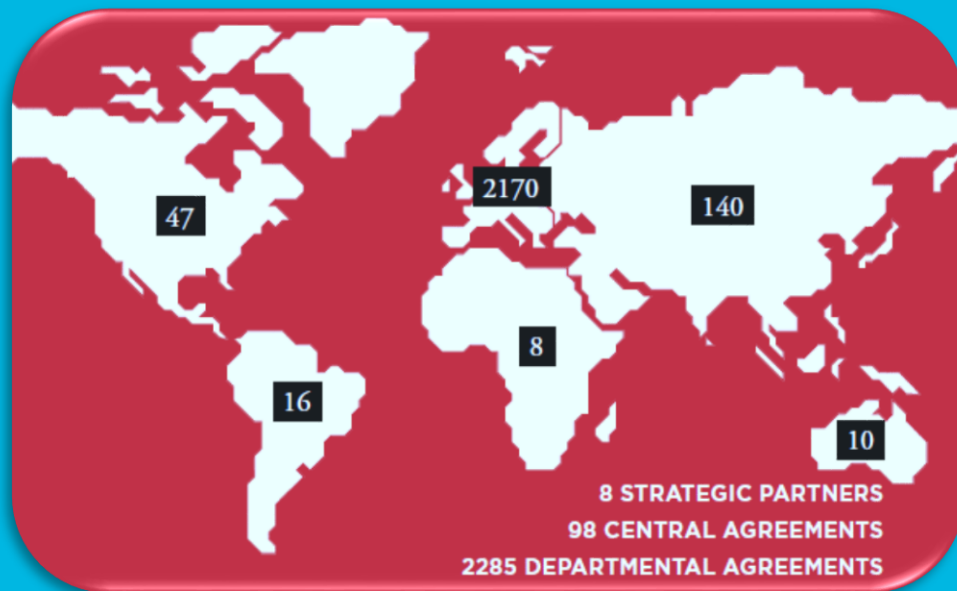 2170
47
140
8
16
10
8 STRATEGIC PARTNERS
98 CENTRAL AGREEMENTS
2285 DEPARTMENTAL AGREEMENTS